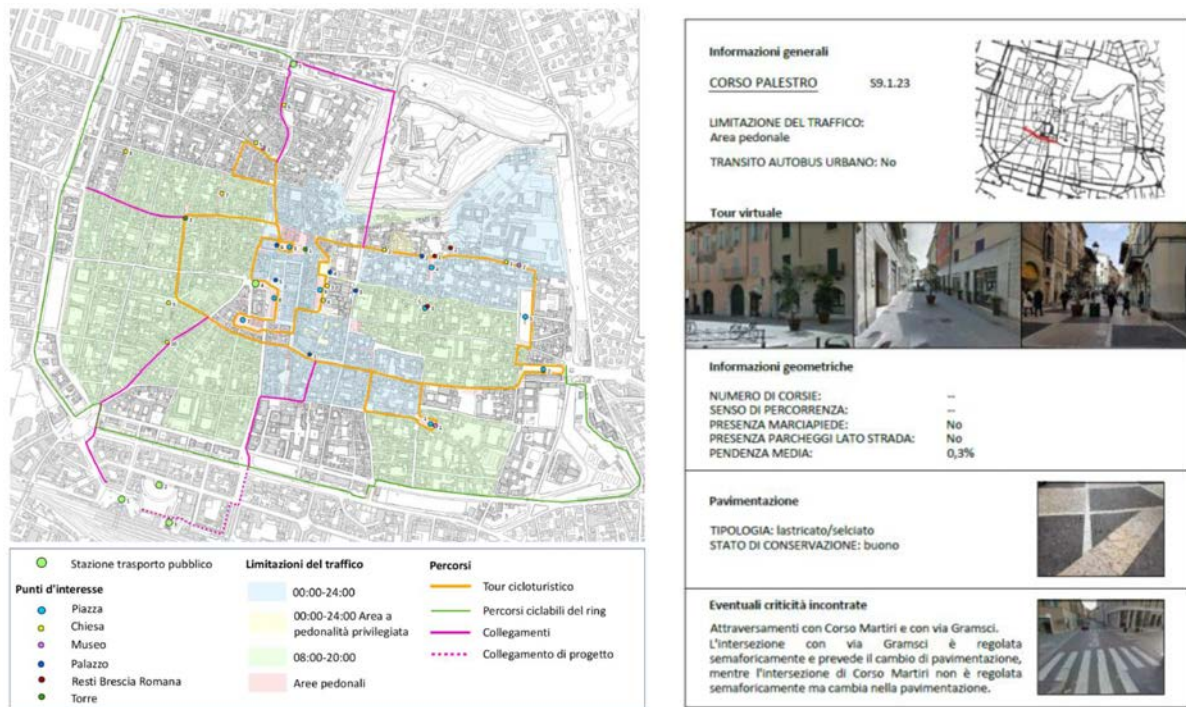 Stazione trasporto pubblico
Punti d'interesse
Piazza
Chiesa
Museo
Palazzo
Resti Brescia Romana
Torre
Limitazioni del traffico
00:00-24:00
00:00-24:00 Area a
pedonalità privilegiata
08:00-20:00
Aree pedonali
Percorsi
Tour cicloturistico
Percorsi ciclabili del ring
Collegamenti
Collegamento di progetto
Informazioni generali
CORSO PALESTRO S9.1.23
LIMITAZIONE DEL TRAFFICO:
Area pedonale
TRANSITO AUTOBUS URBANO: No
Tour virtuale
Informazioni geometriche
NUMERO DI CORSIE: --
SENSO DI PERCORRENZA: --
PRESENZA MARCIAPIEDE: No
PRESENZA PARCHEGGI LATO STRADA: No
PENDENZA MEDIA: 0,3%
Pavimentazione
TIPOLOGIA: lastricato/selciato
STATO DI CONSERVAZIONE: buono
Eventuali criticità incontrate
Attraversamenti con Corso Martiri e con via Gramsci.
L'intersezione con via Gramsci è regolata
semaforicamente e prevede il cambio di pavimentazione,
mentre l'intersezione di Corso Martiri non è regolata
semaforicamente ma cambia nella pavimentazione.